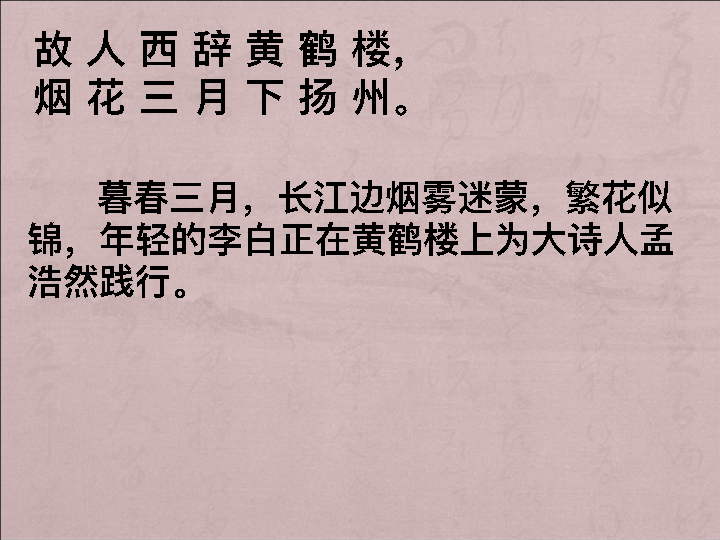 故人西辞黄鹤楼，
烟花三月下扬州。
暮春三月，长江边烟雾迷蒙，繁花似
锦，年轻的李白正在黄鹤楼上为大诗人孟
浩然践行。